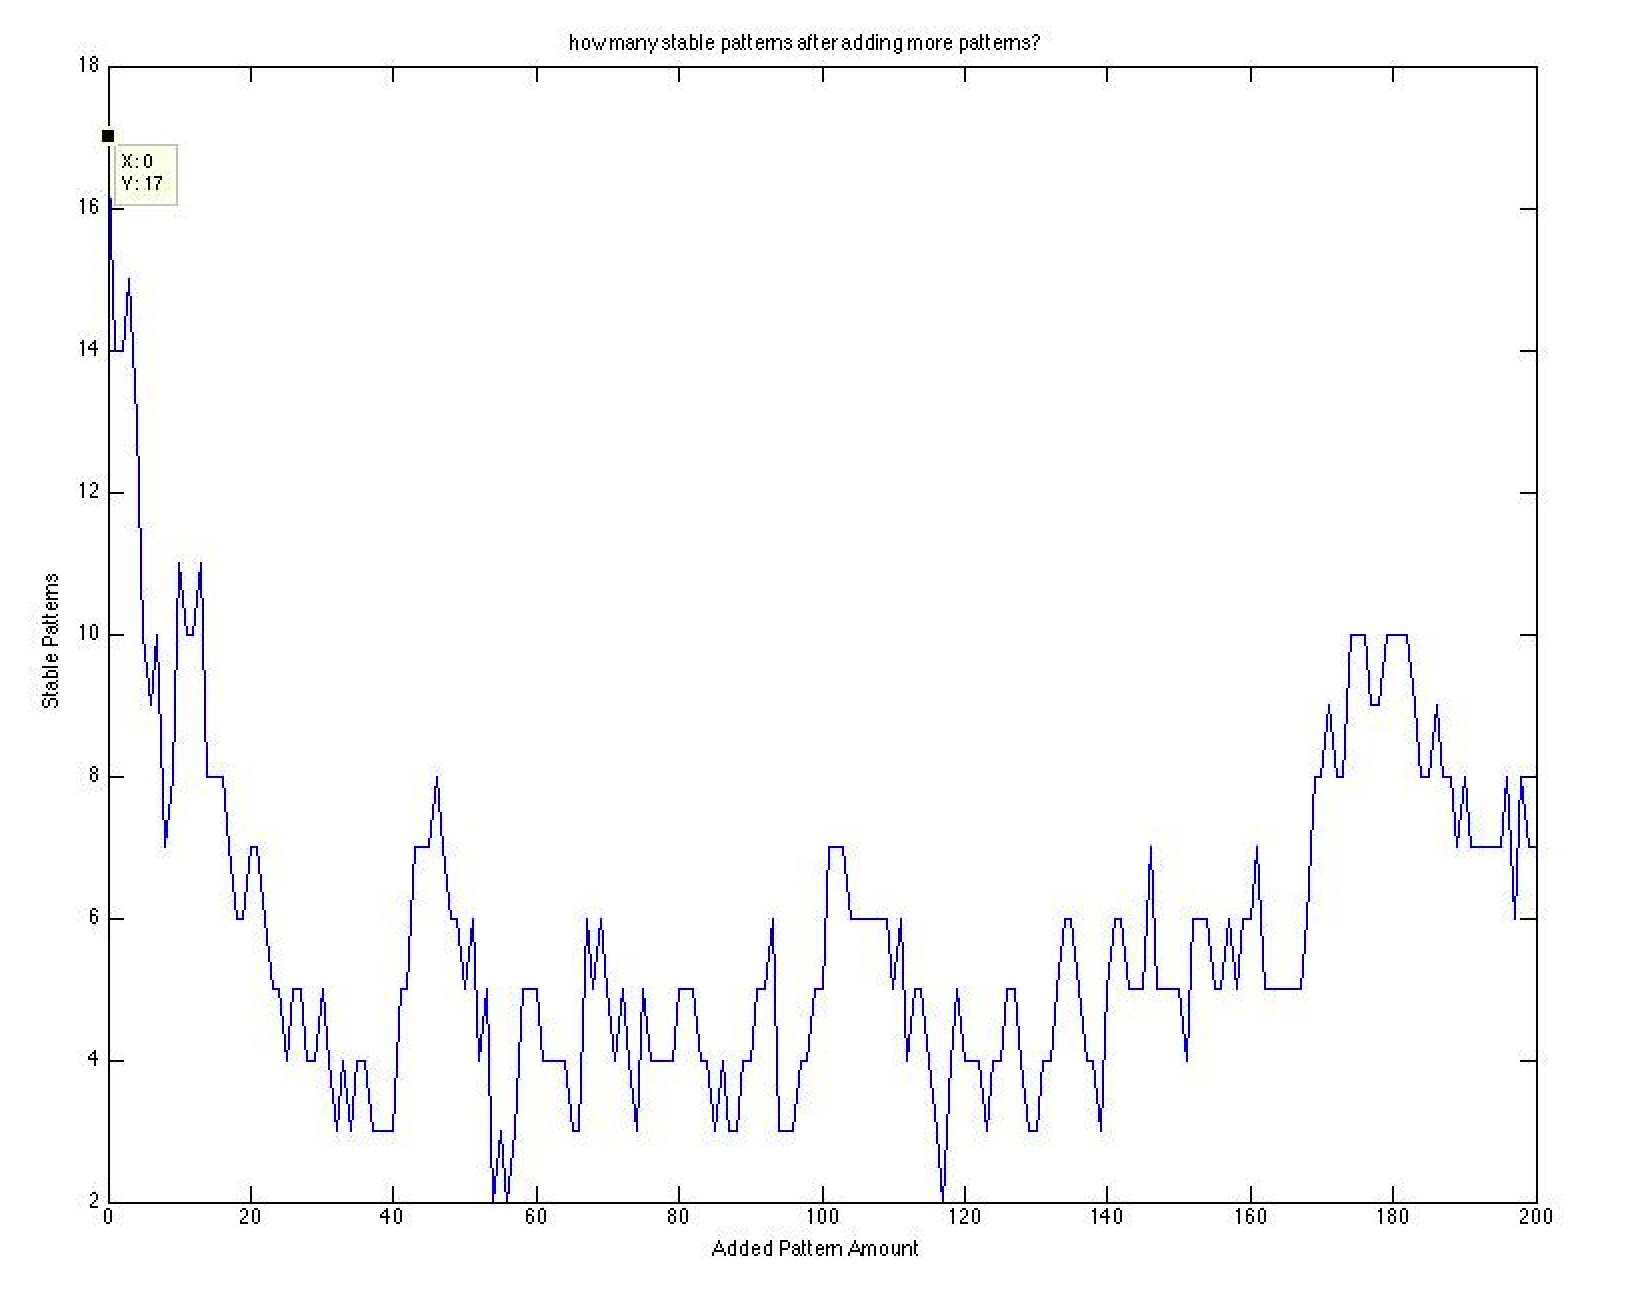 how many stable patterns after adding more patterns?
18
X: 0
Y: 17
16
14
12
10
8
6
4
2
Stable Patterns
0 20 40 60 80 100 120 140 160 180 200
Added Pattern Amount